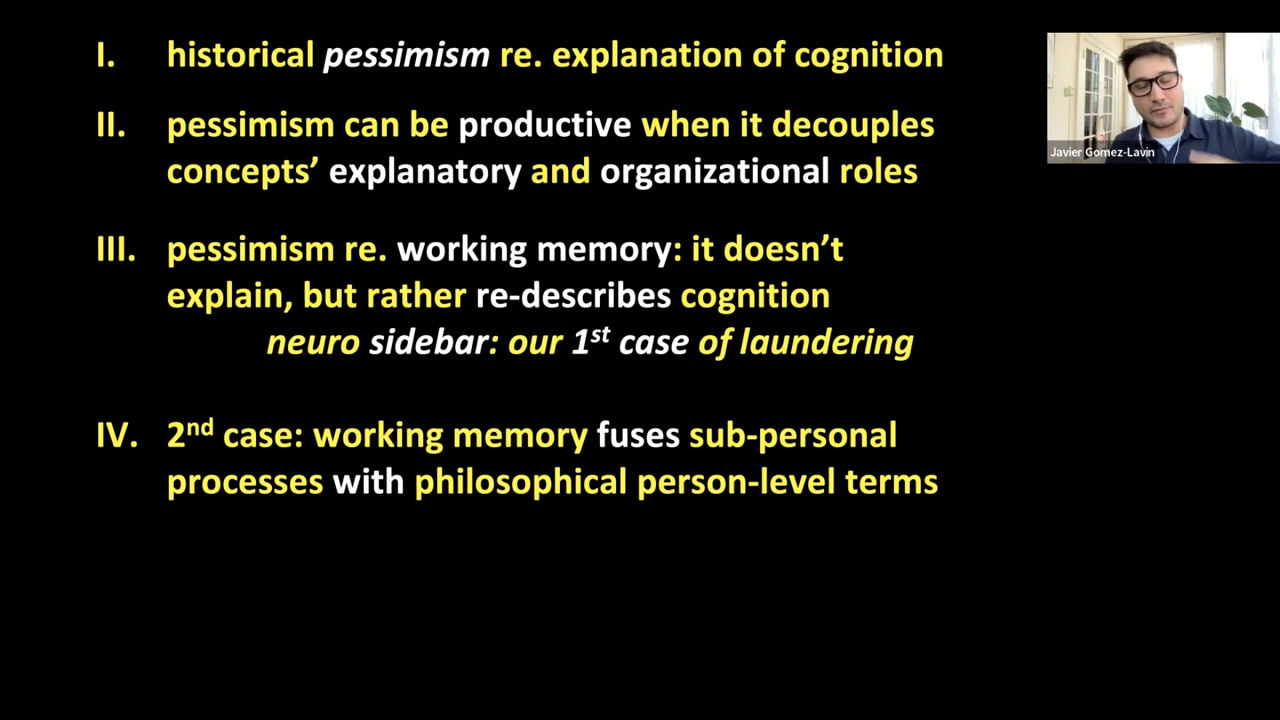 I. historical pessimism re. explanation of cognition
II. pessimism can be productive when it decouples
concepts’ explanatory and organizational roles
III. pessimism re. working memory: it doesn’t
explain, but rather re-describes cognition
neuro sidebar: our 1st case of laundering
IV. 2nd case: working memory fuses sub-personal
processes with philosophical person-level terms
Javier Gomez-Lavin